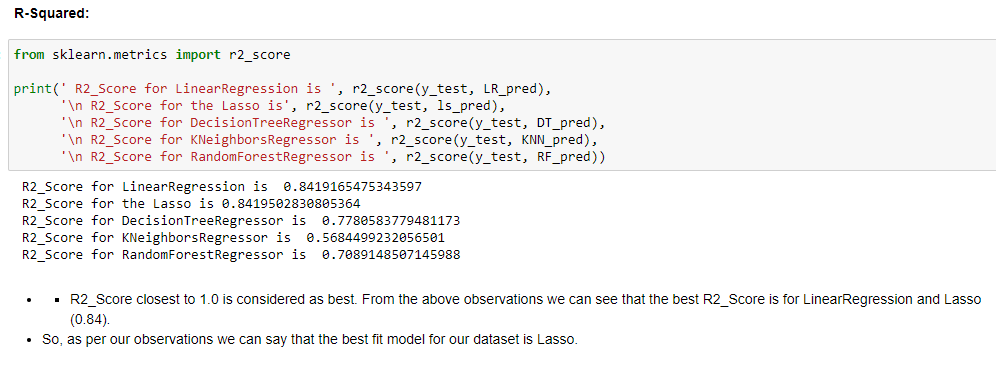 R-Squared:
from sklearn.metrics import r2_score
print(' R2_Score for LinearRegression is ', r2_score(y_test, LR_pred),
'\n R2_Score for the Lasso is', r2_score(y_test, ls_pred),
'\n R2_Score for DecisionTreeRegressor is ', r2_score(y_test, DT_pred),
'\n R2_Score for KNeighborsRegressor is ', r2_score(y_test, KNN_pred),
'\n R2_Score for RandomForestRegressor is ', r2_score(y_test, RF_pred))
R2_Score for LinearRegression is  0.8419165475343597
R2_Score for the Lasso is 0.8419502830805364
R2_Score for DecisionTreeRegressor is  0.7780583779481173
R2_Score for KNeighborsRegressor is  0.5684499232056501
R2_Score for RandomForestRegressor is  0.7089148507145988
R2_Score closest to 1.0 is considered as best. From the above observations we can see that the best R2_Score is for LinearRegression and Lasso
(0.84).
So, as per our observations we can say that the best fit model for our dataset is Lasso.